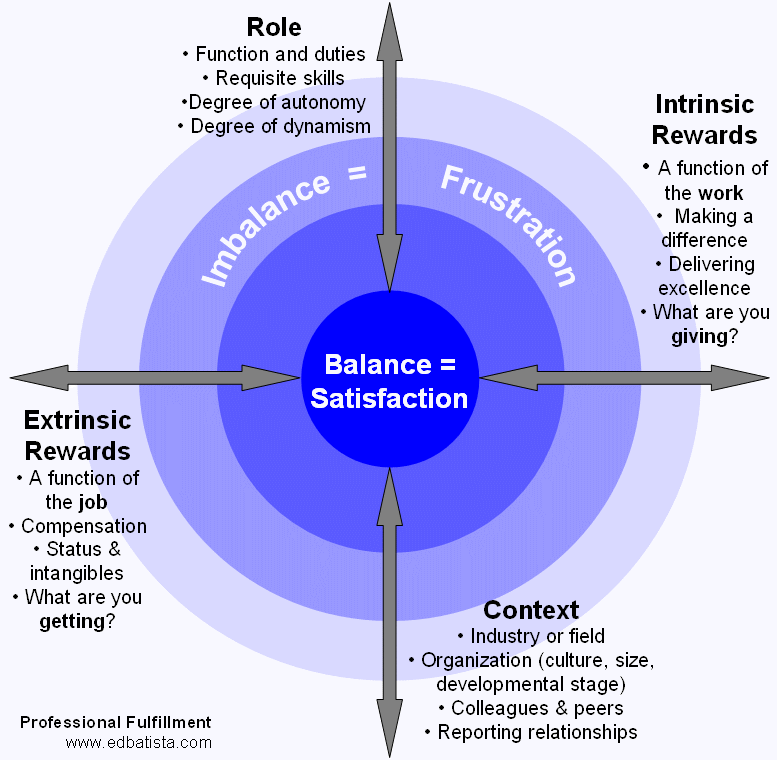 Role
• Function and duties
• Requisite skills
•Degree of autonomy
• Degree of dynamism
Intrinsic
Rewards
• A function of
the work
• Making a
difference
• Delivering
excellence
• What are you
giving?
Imbalance = Frustration
Balance =
Satisfaction
Extrinsic
Rewards
• A function of
the job
• Compensation
• Status &
intangibles
• What are you
getting?
Context
• Industry or field
• Organization (culture, size,
developmental stage)
• Colleagues & peers
• Reporting relationships
Professional Fulfillment
www.edbatista.com